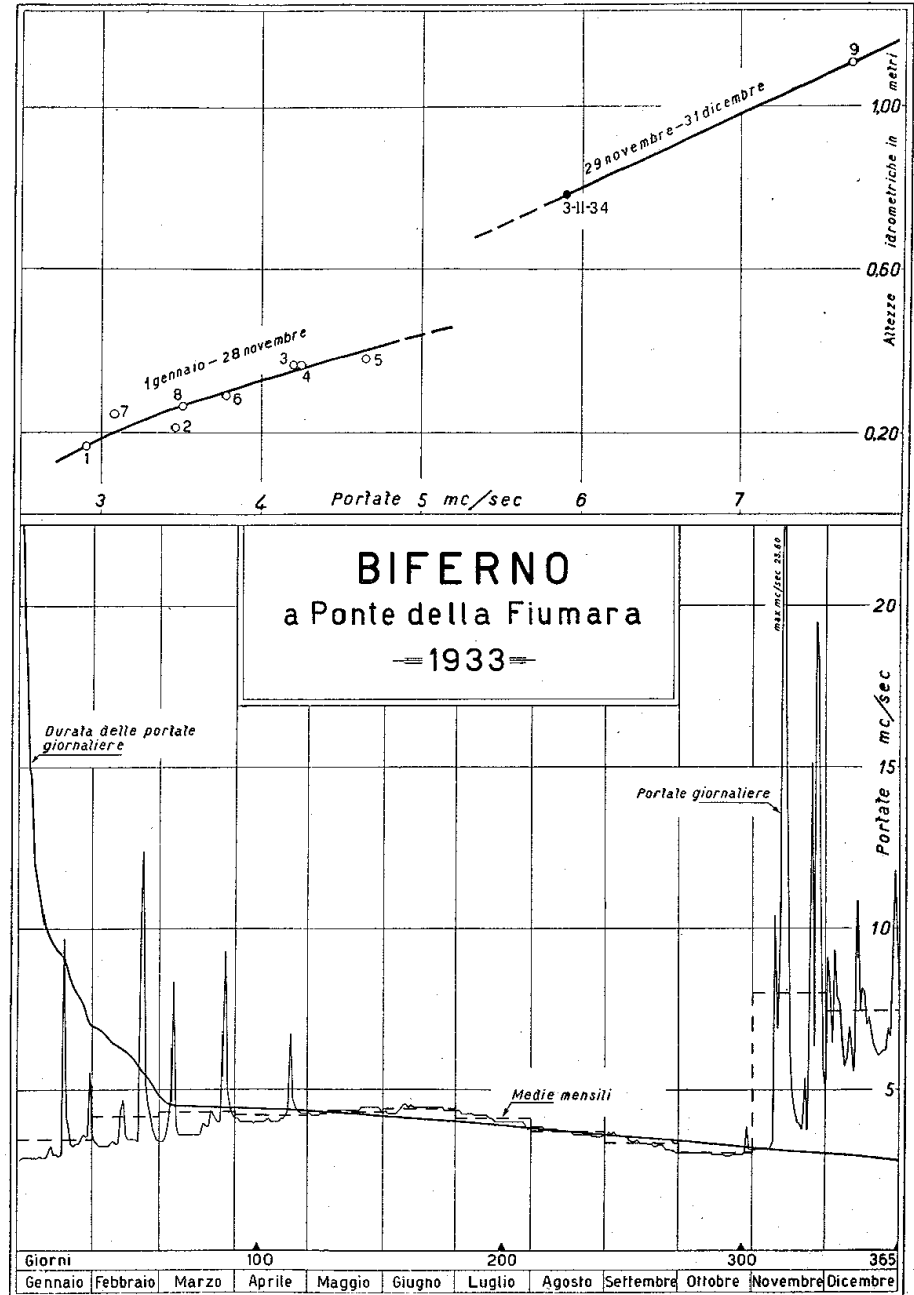 9
Altezze idrometriche in metri
1,00
29 novembre–31 dicembre
3-11-34
0,60
1 gennaio – 28 novembre
3
4
5
6
8
7
2
1
0,20
3
4
Portate 5 mc/sec
6
7
BIFERNO
a Ponte della Fiumara
1933
max mc/sec 23.60
20
Portate mc/sec
Durata delle portate
giornaliere
15
Portate giornaliere
10
Medie mensili
5
Giorni
100
200
300
365
Gennaio Febbraio Marzo Aprile Maggio Giugno Luglio Agosto Settembre Ottobre Novembre Dicembre